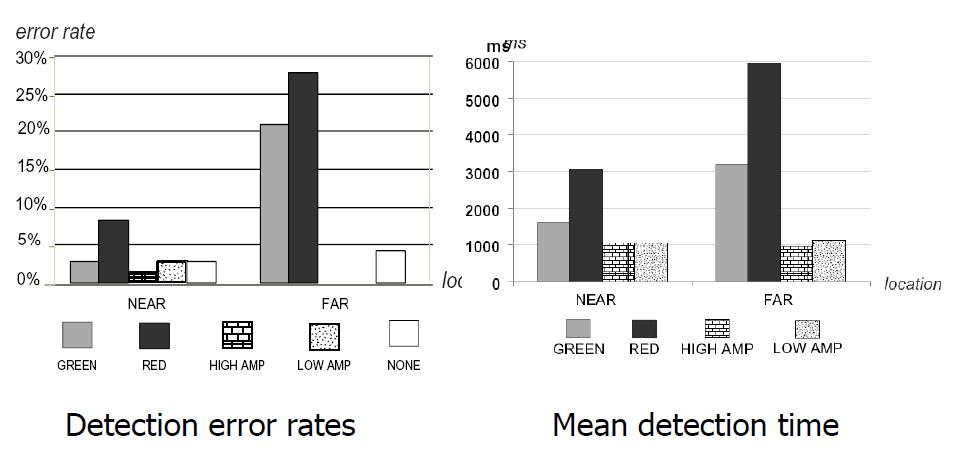 error rate
30%
25%
20%
15%
10%
5%
0%
NEAR FAR
loc
GREEN RED HIGH AMP LOW AMP NONE
Detection error rates
ms ms
6000
5000
4000
3000
2000
1000
0
NEAR FAR
location
GREEN RED HIGH AMP LOW AMP
Mean detection time